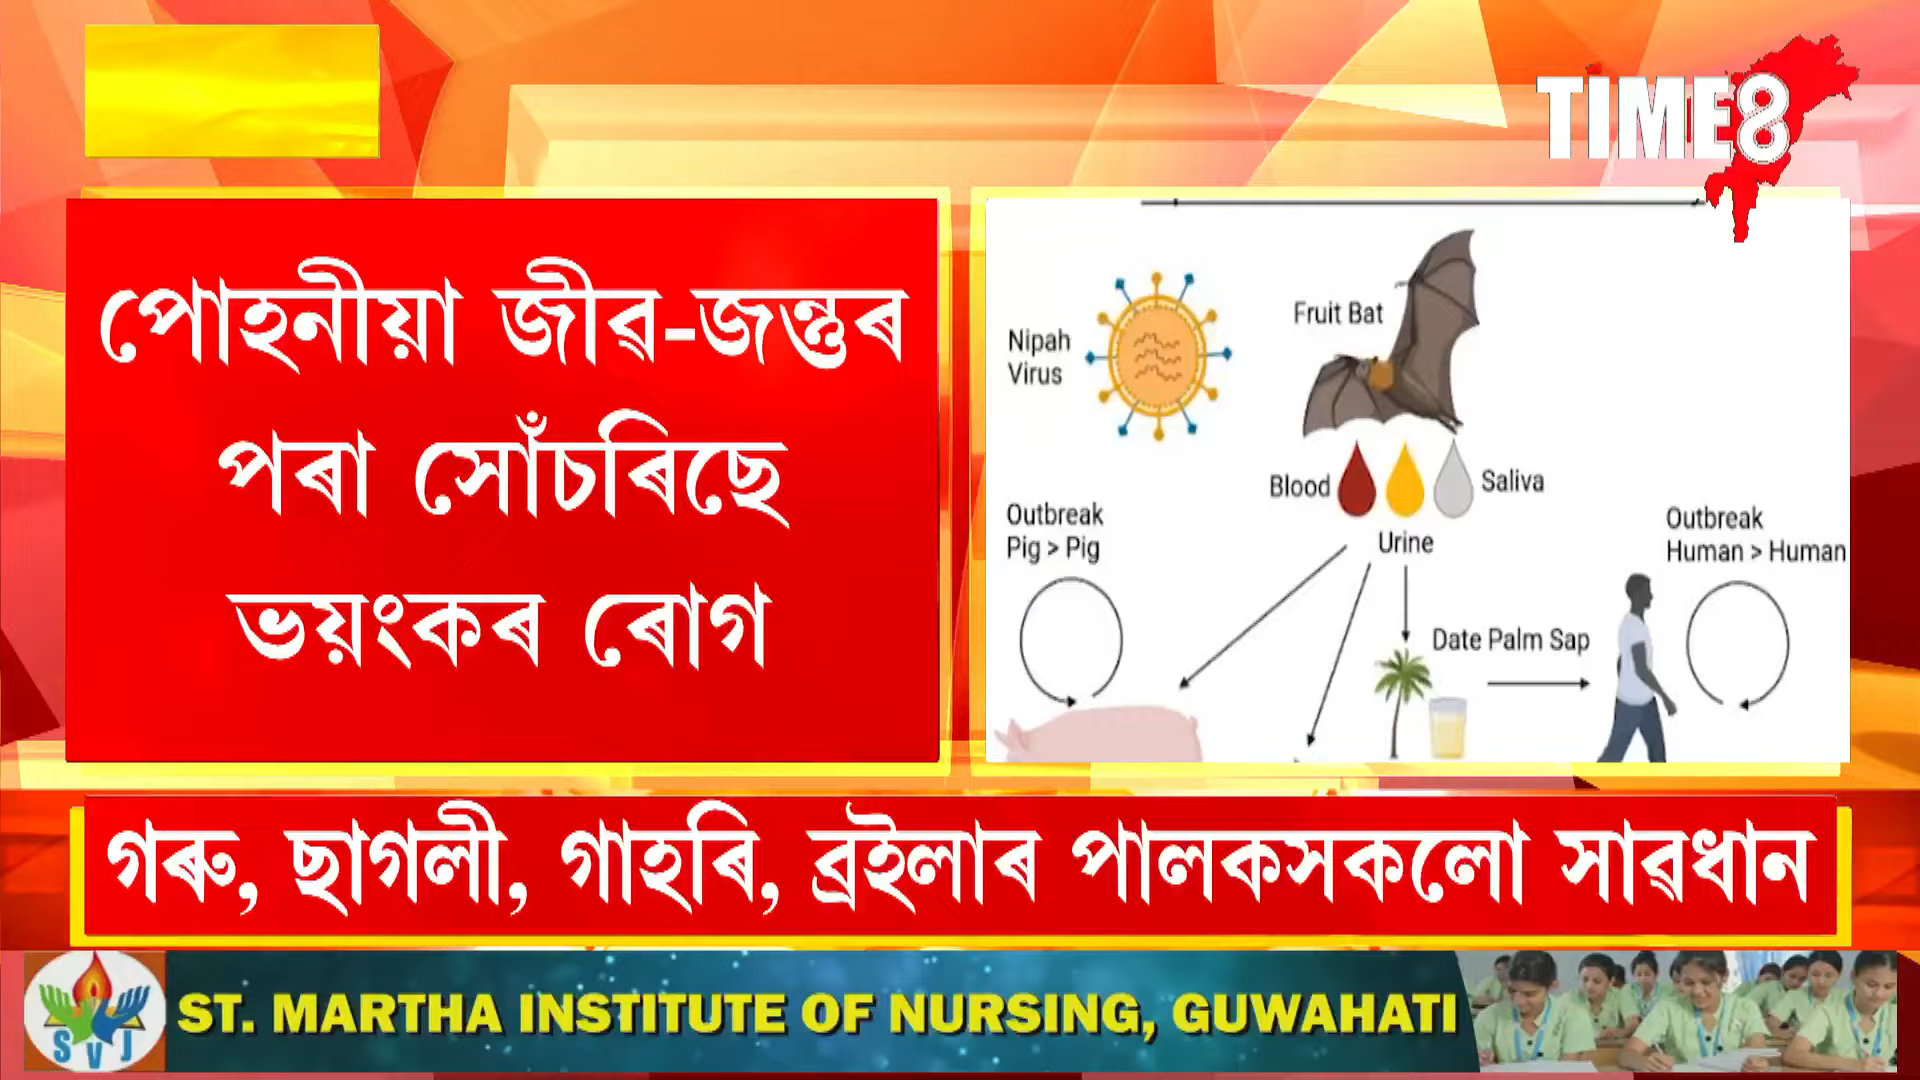 TIME8
পোহনীয়া জীৱ-জন্তুৰ
পৰা সোঁচৰিছে
ভয়ংকৰ ৰোগ
Nipah
Virus
Fruit Bat
Blood
Saliva
Urine
Outbreak
Pig > Pig
Outbreak
Human > Human
Date Palm Sap
গৰু, ছাগলী, গাহৰি, ব্ৰইলাৰ পালকসকলো সাৱধান
SVJ
ST. MARTHA INSTITUTE OF NURSING, GUWAHATI